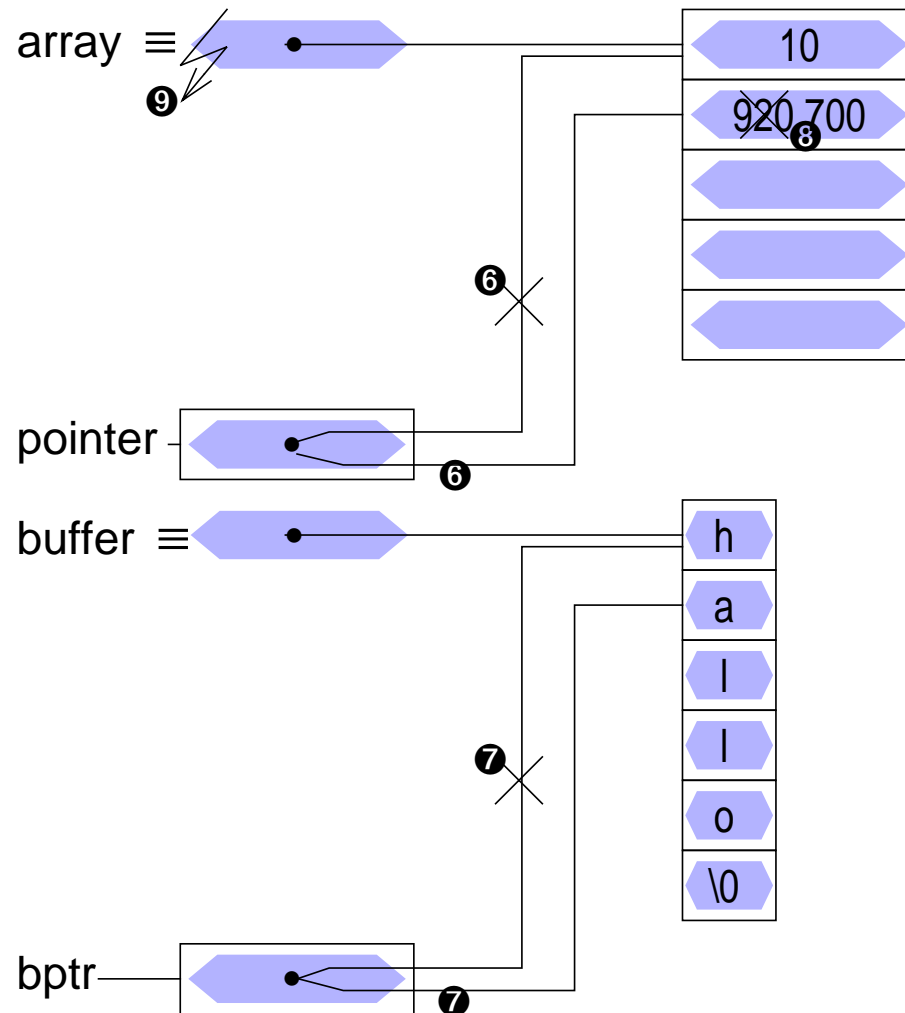 array ≡ 10
❾
920 700
❽
❻
pointer
❻
buffer ≡ h
a
l
l
❼
o
\0
bptr
❼